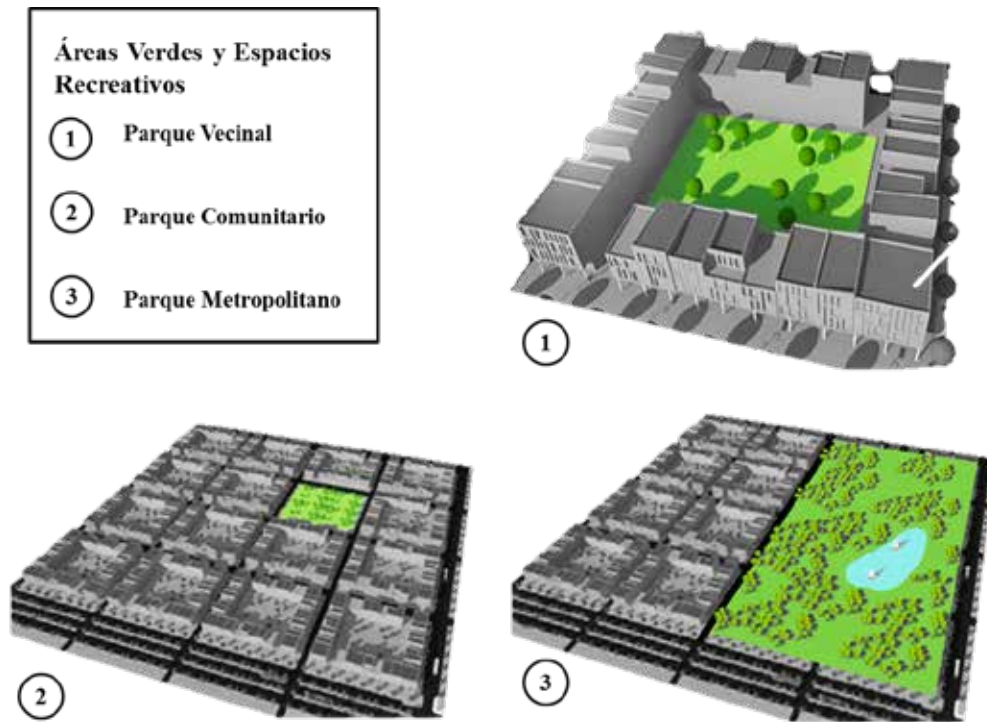 Áreas Verdes y Espacios
Recreativos
1 Parque Vecinal
2 Parque Comunitario
3 Parque Metropolitano
1
2
3